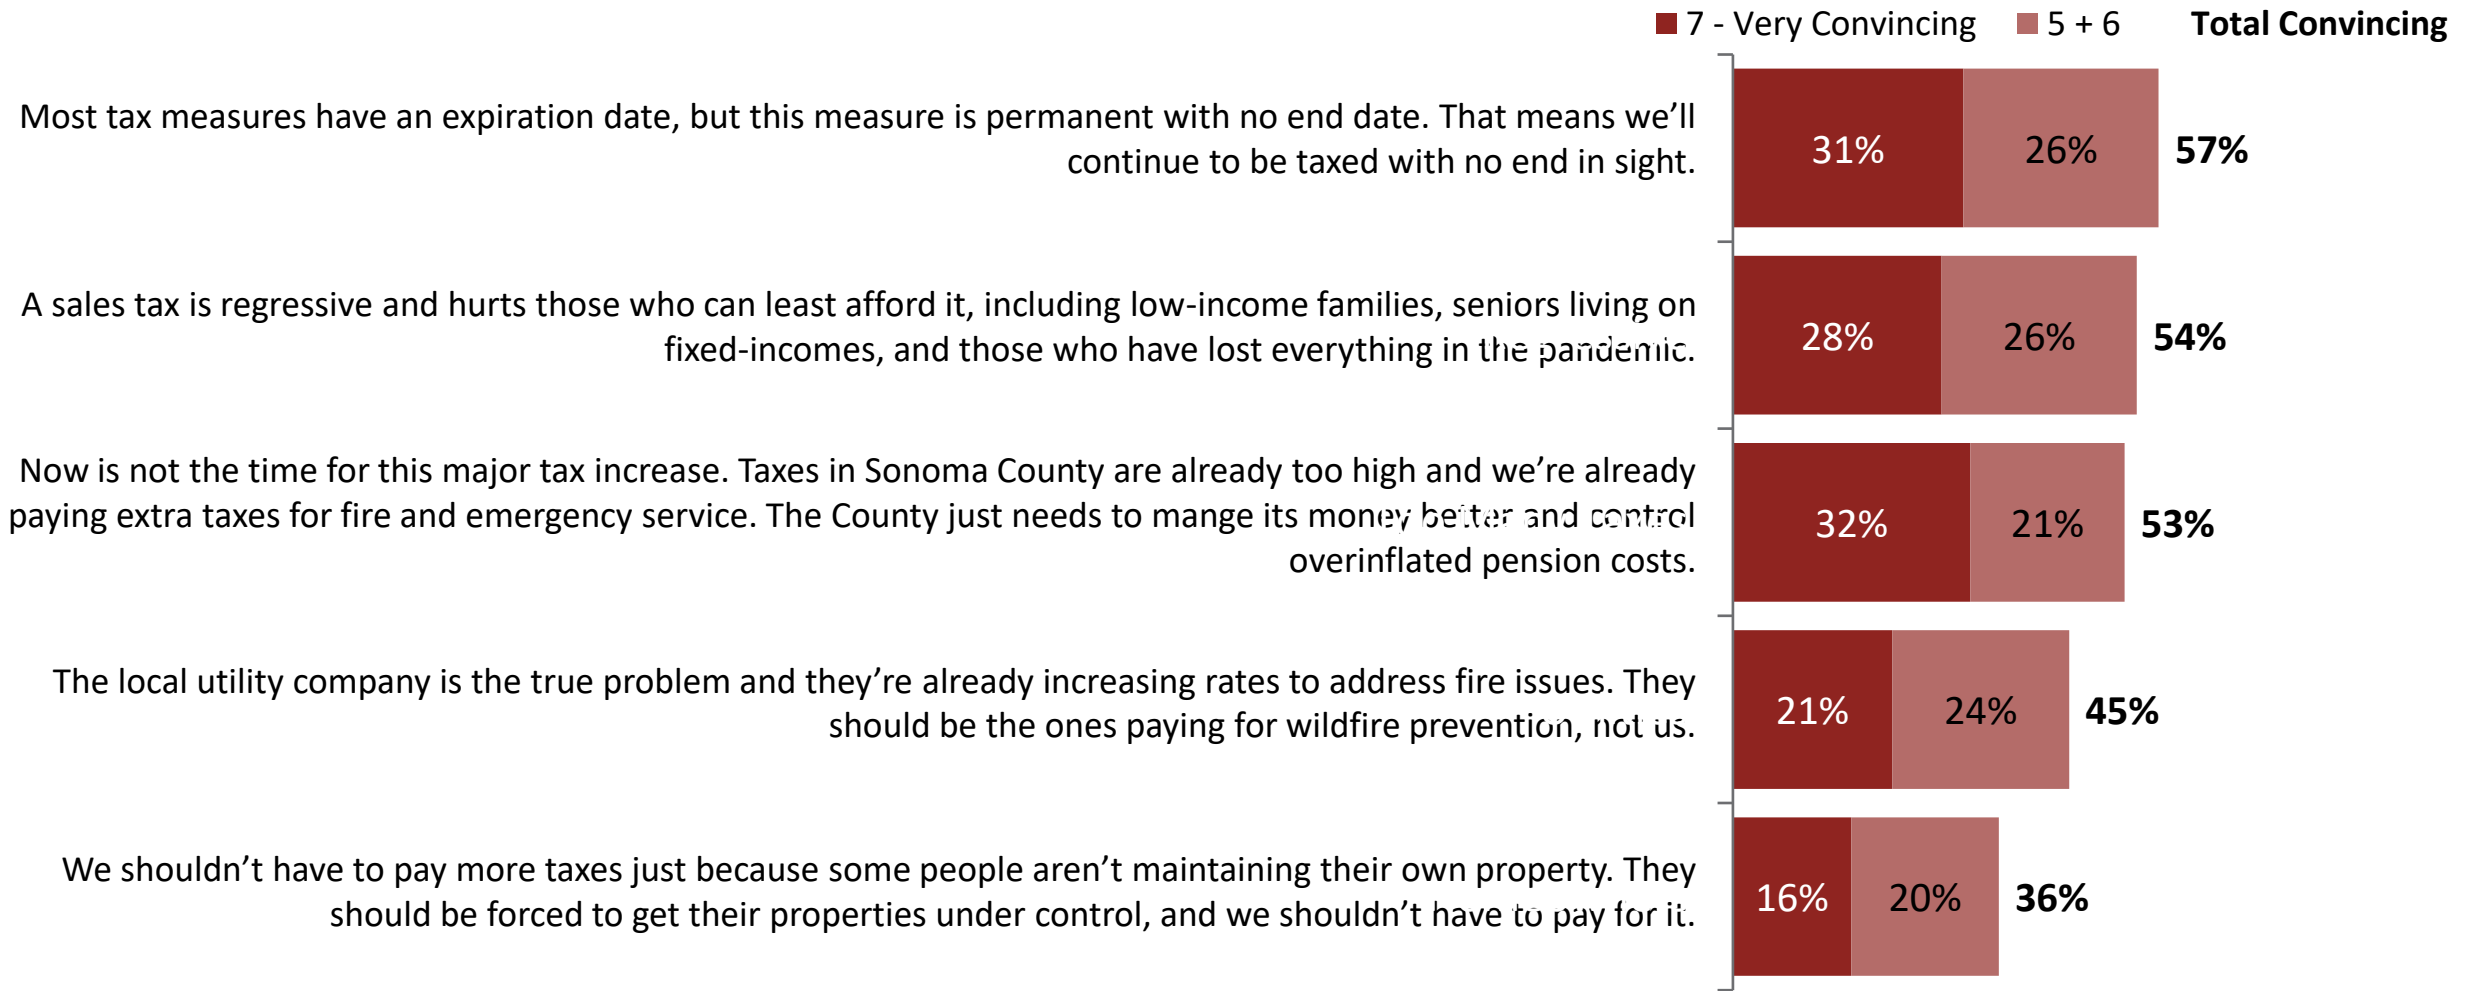 7 - Very Convincing 5 + 6 Total Convincing
Most tax measures have an expiration date, but this measure is permanent with no end date. That means we’ll
continue to be taxed with no end in sight.
31% 26% 57%
A sales tax is regressive and hurts those who can least afford it, including low-income families, seniors living on
fixed-incomes, and those who have lost everything in the pandemic.
28% 26% 54%
Now is not the time for this major tax increase. Taxes in Sonoma County are already too high and we’re already
paying extra taxes for fire and emergency service. The County just needs to mange its money better and control
overinflated pension costs.
32% 21% 53%
The local utility company is the true problem and they’re already increasing rates to address fire issues. They
should be the ones paying for wildfire prevention, not us.
21% 24% 45%
We shouldn’t have to pay more taxes just because some people aren’t maintaining their own property. They
should be forced to get their properties under control, and we shouldn’t have to pay for it.
16% 20% 36%